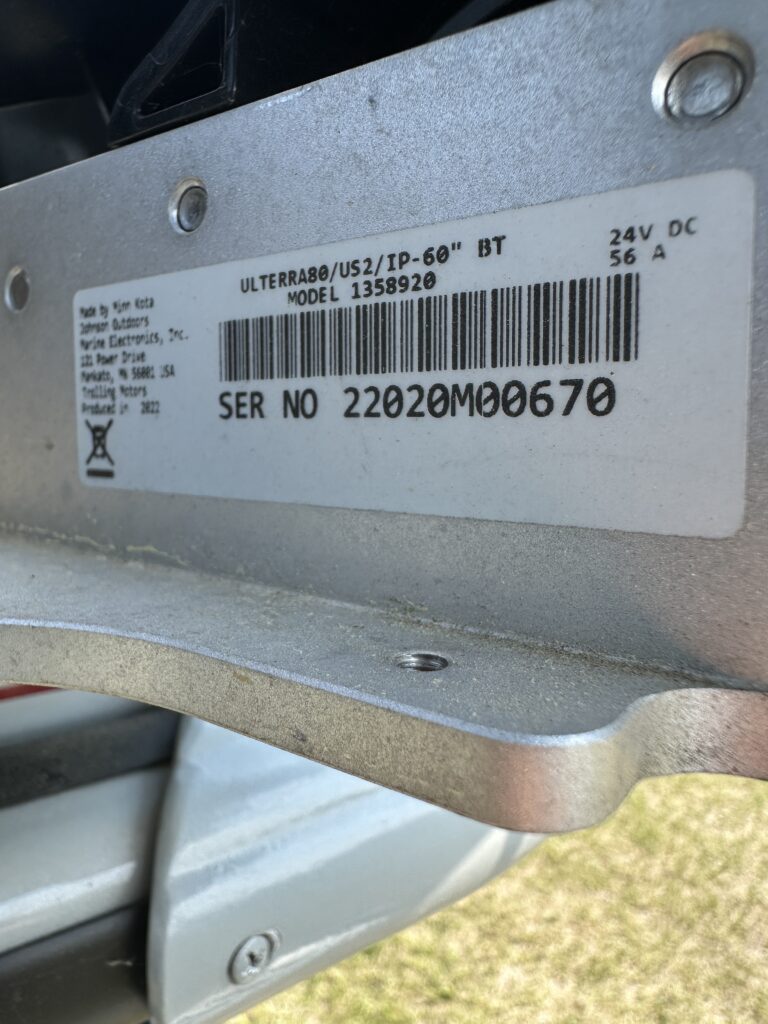 ULTERRA80/US2/IP-60" BT
MODEL 1358920
24V DC
56 A
Made by Minn Kota
Johnson Outdoors
Marine Electronics, Inc.
121 Power Drive
Mankato, MN 56001 USA
Trolling Motors
Produced in 2022
SER NO 22020M00670